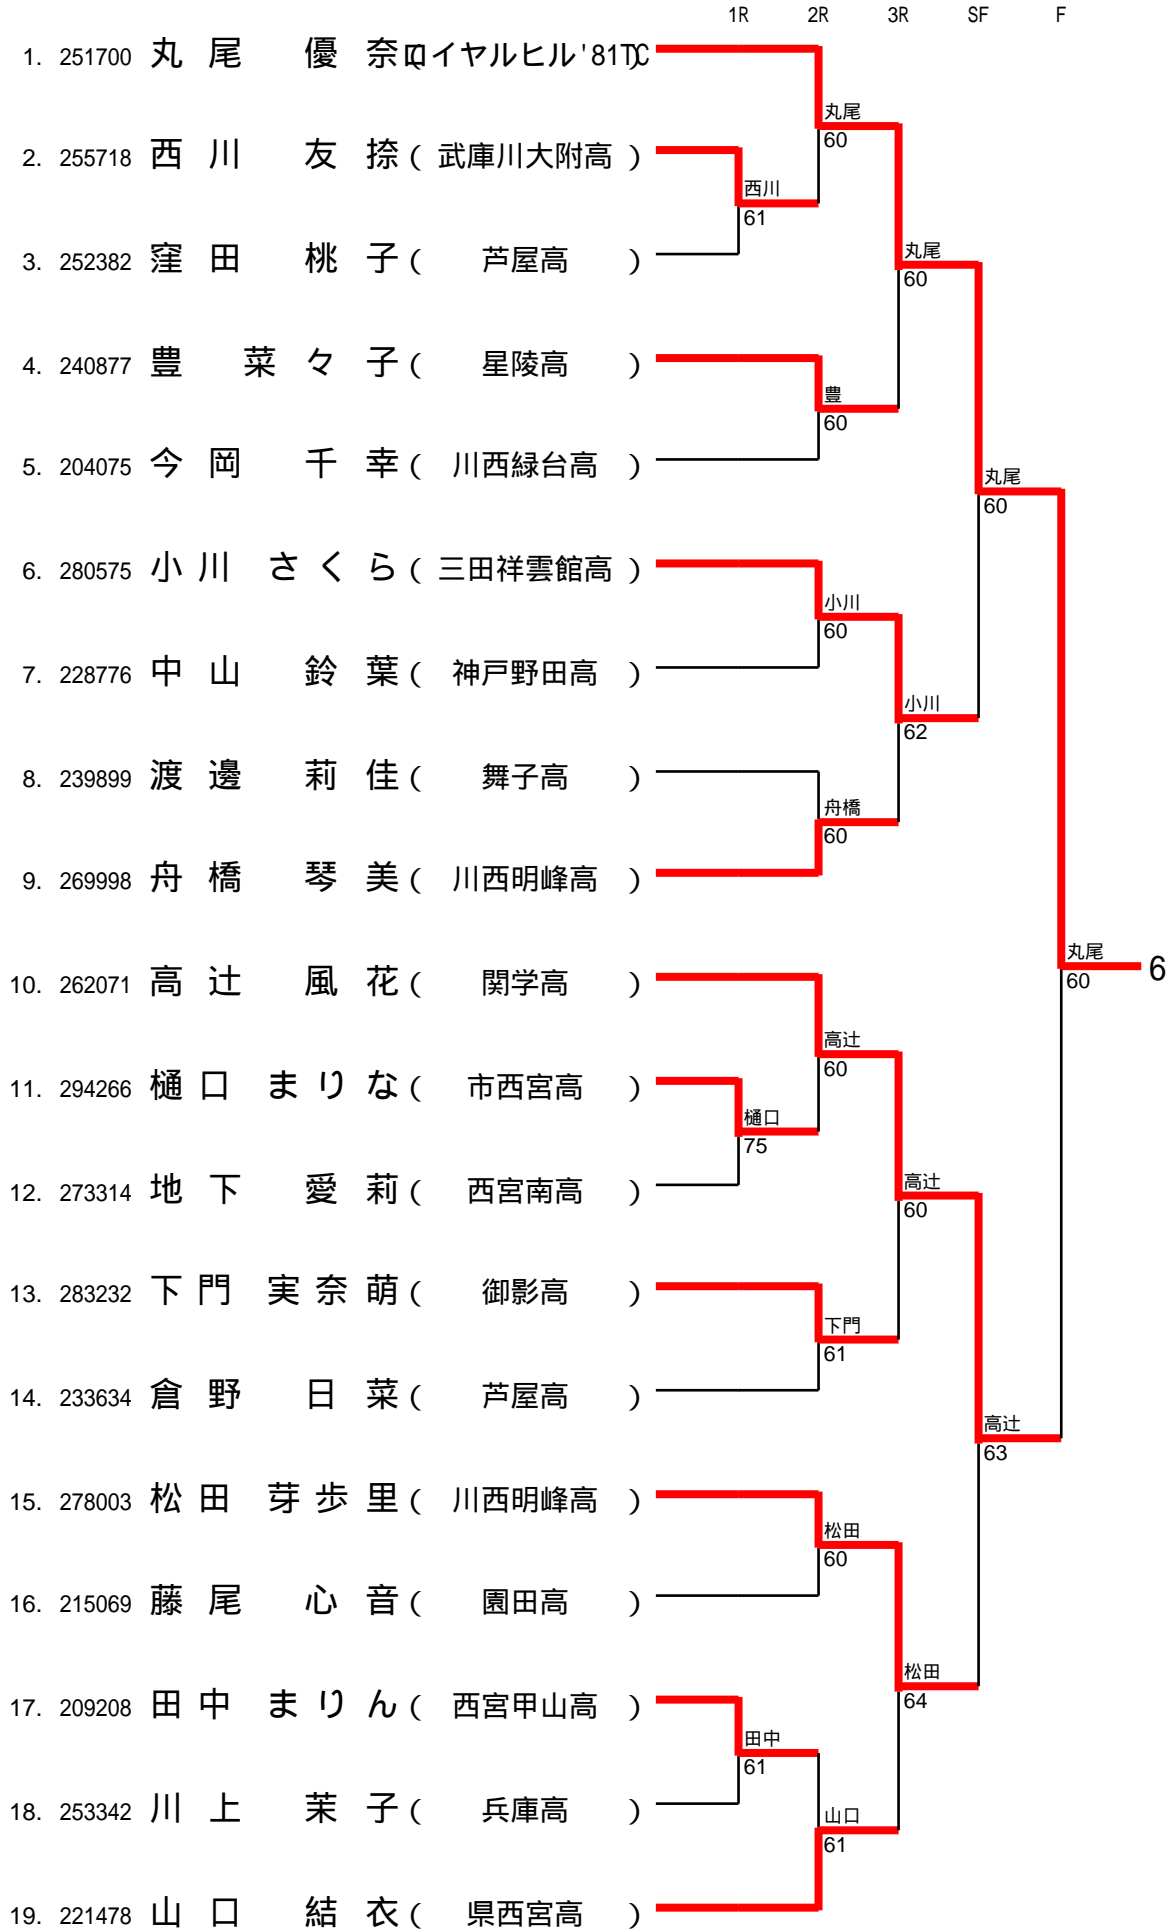 1R 2R 3R SF F
1. 251700 丸尾 優奈 (ロイヤルヒル'81TC)
丸尾
60
2. 255718 西川 友捺 ( 武庫川大附高 )
西川
61
3. 252382 窪田 桃子 ( 芦屋高 )
丸尾
60
4. 240877 豊 菜々子 ( 星陵高 )
豊
60
5. 204075 今岡 千幸 ( 川西緑台高 )
丸尾
60
6. 280575 小川 さくら ( 三田祥雲館高 )
小川
60
7. 228776 中山 鈴葉 ( 神戸野田高 )
小川
62
8. 239899 渡邊 莉佳 ( 舞子高 )
舟橋
60
9. 269998 舟橋 琴美 ( 川西明峰高 )
丸尾
60
6
10. 262071 高辻 風花 ( 関学高 )
高辻
60
11. 294266 樋口 まりな ( 市西宮高 )
樋口
75
12. 273314 地下 愛莉 ( 西宮南高 )
高辻
60
13. 283232 下門 実奈萌 ( 御影高 )
下門
61
14. 233634 倉野 日菜 ( 芦屋高 )
高辻
63
15. 278003 松田 芽歩里 ( 川西明峰高 )
松田
60
16. 215069 藤尾 心音 ( 園田高 )
松田
64
17. 209208 田中 まりん ( 西宮甲山高 )
田中
61
18. 253342 川上 茉子 ( 兵庫高 )
山口
61
19. 221478 山口 結衣 ( 県西宮高 )